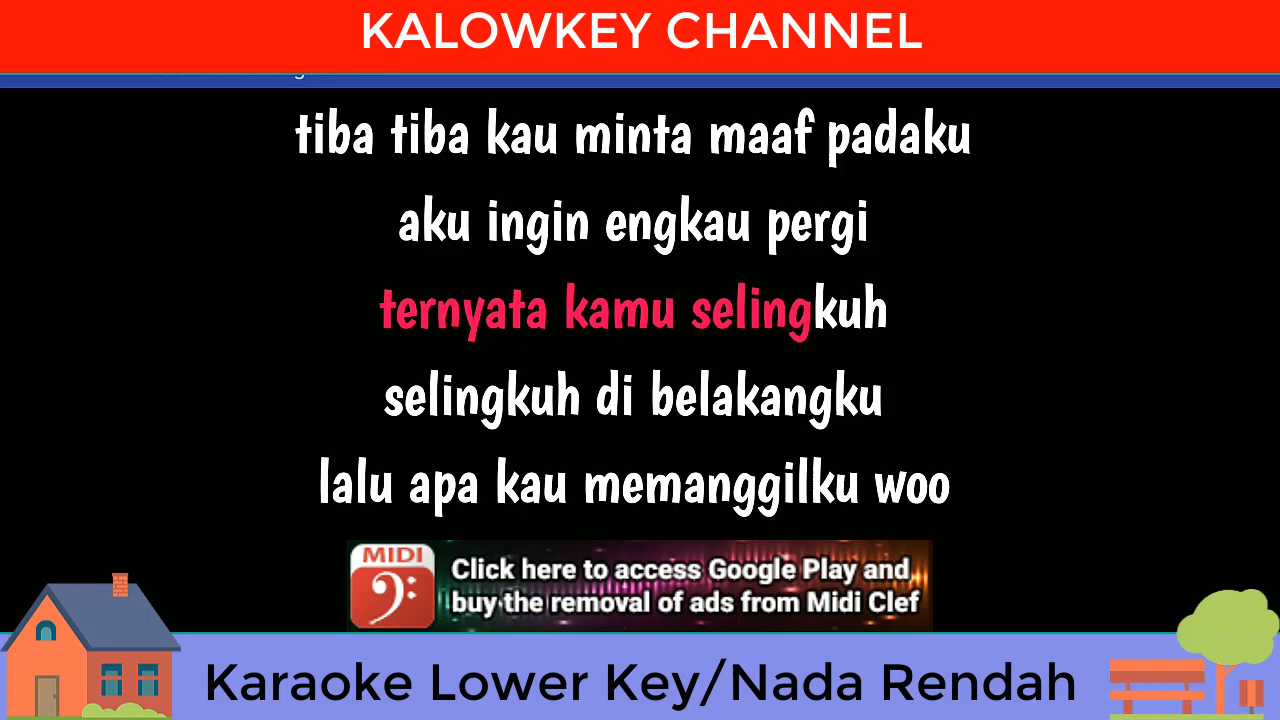 KALOWKEY CHANNEL
tiba tiba kau minta maaf padaku
aku ingin engkau pergi
ternyata kamu selingkuh
selingkuh di belakangku
lalu apa kau memanggilku woo
MIDI
Click here to access Google Play and
buy the removal of ads from Midi Clef
Karaoke Lower Key/Nada Rendah